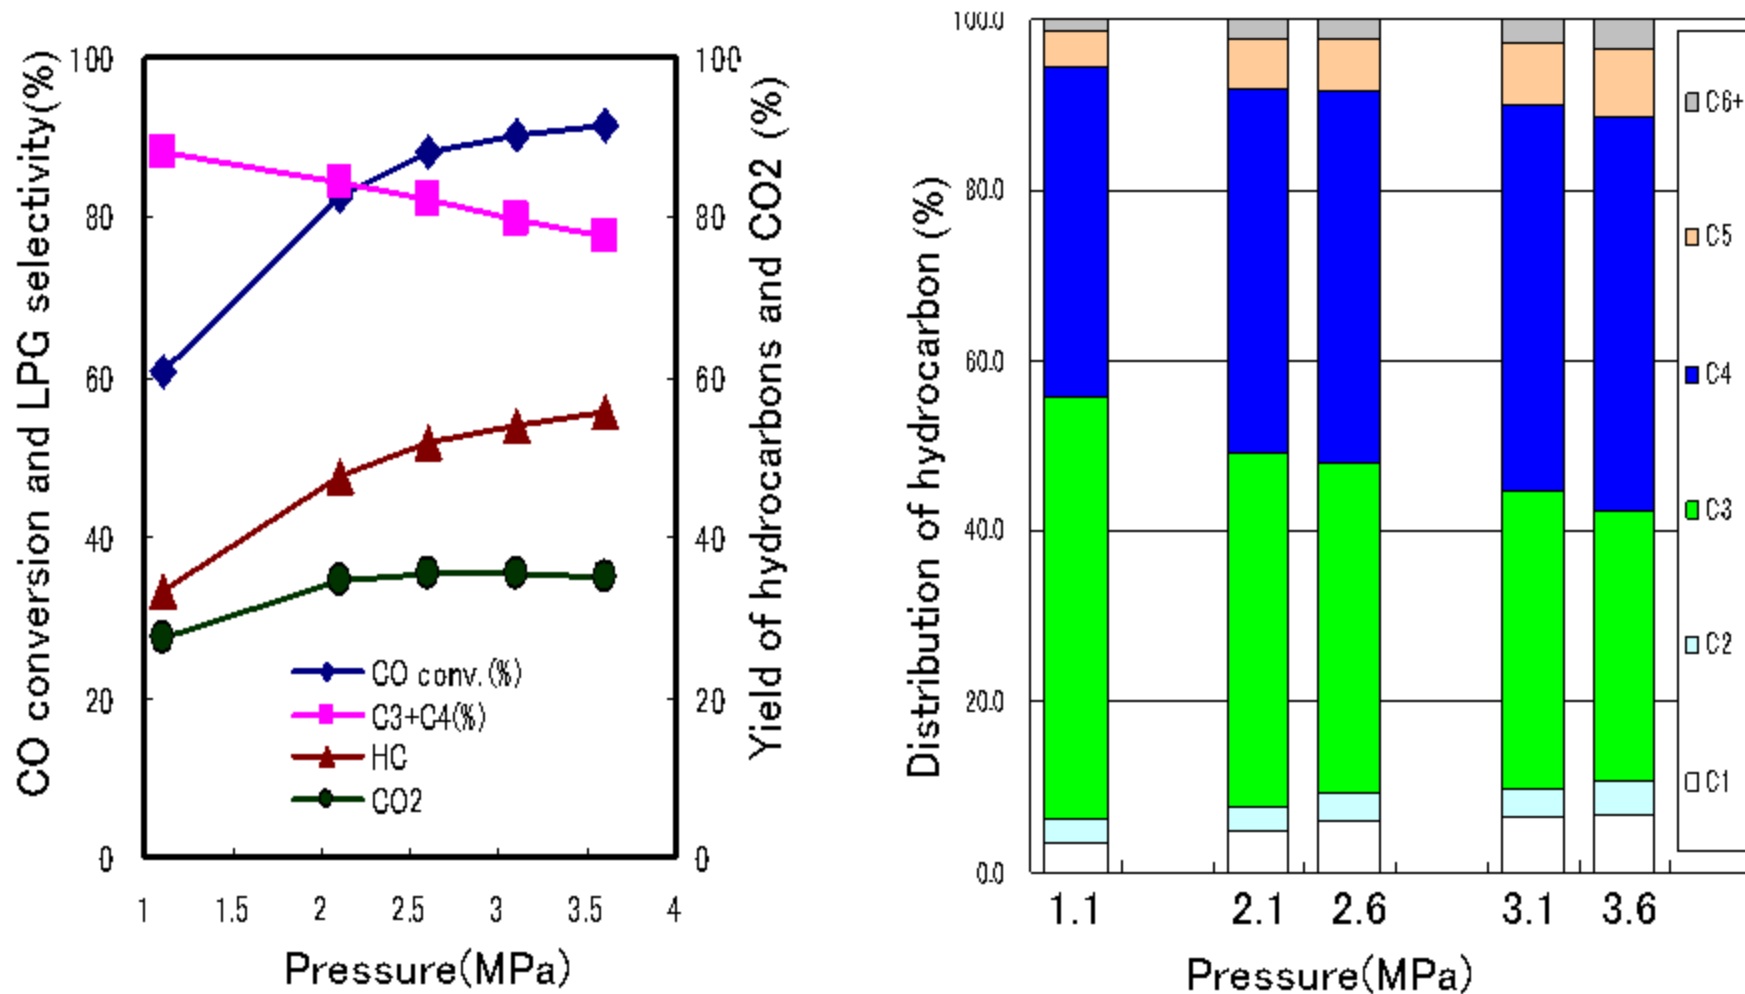 CO conversion and LPG selectivity(%)
100
80
60
40
20
0
1 1.5 2 2.5 3 3.5 4
Pressure(MPa)
CO conv.(%)
C3+C4(%)
HC
CO2
100
80
60
40
20
0
Yield of hydrocarbons and CO2 (%)
Distribution of hydrocarbon (%)
100.0
80.0
60.0
40.0
20.0
0.0
1.1 2.1 2.6 3.1 3.6
Pressure(MPa)
C6+
C5
C4
C3
C2
C1